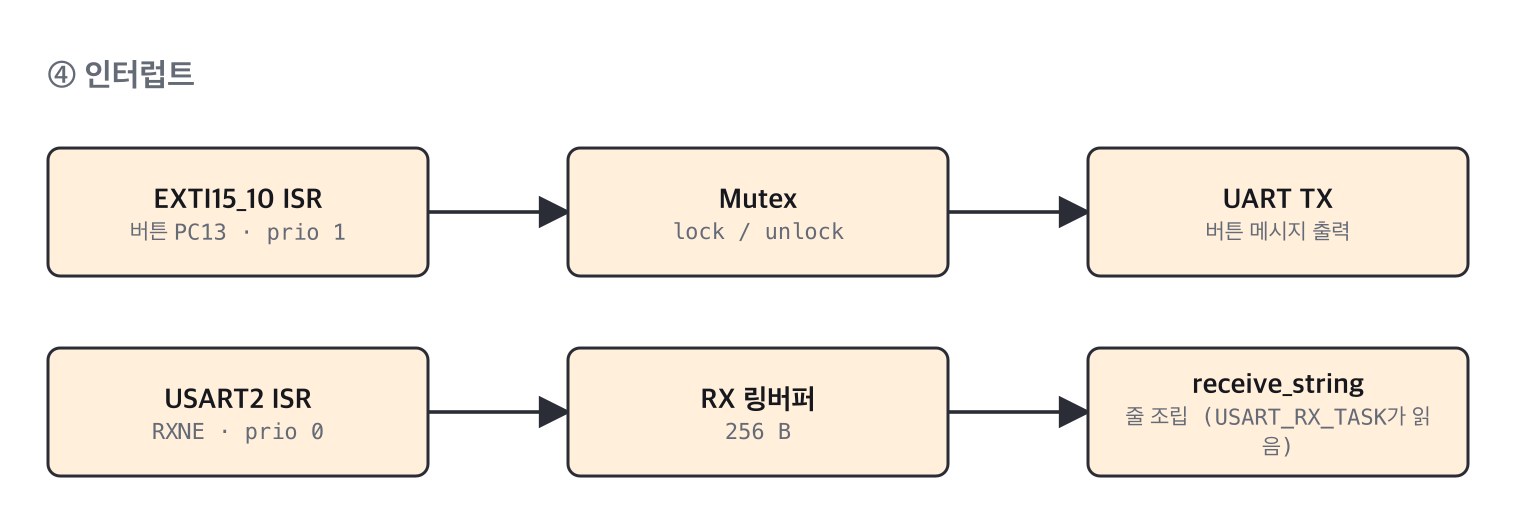 ④ 인터럽트
EXTI15_10 ISR
버튼 PC13 · prio 1
Mutex
lock / unlock
UART TX
버튼 메시지 출력
USART2 ISR
RXNE · prio 0
RX 링버퍼
256 B
receive_string
줄 조립 (USART_RX_TASK가 읽
음)